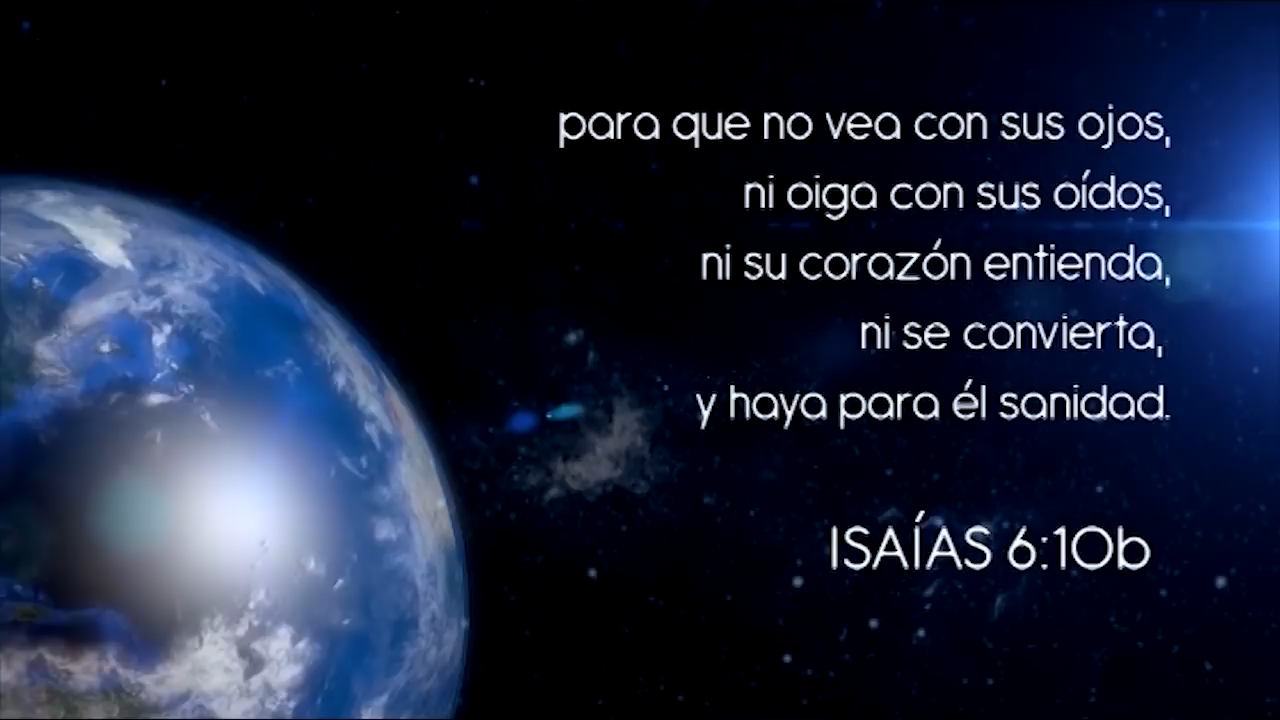 para que no vea con sus ojos,
ni oiga con sus oídos,
ni su corazón entienda,
ni se convierta,
y haya para él sanidad.
ISAÍAS 6:10b